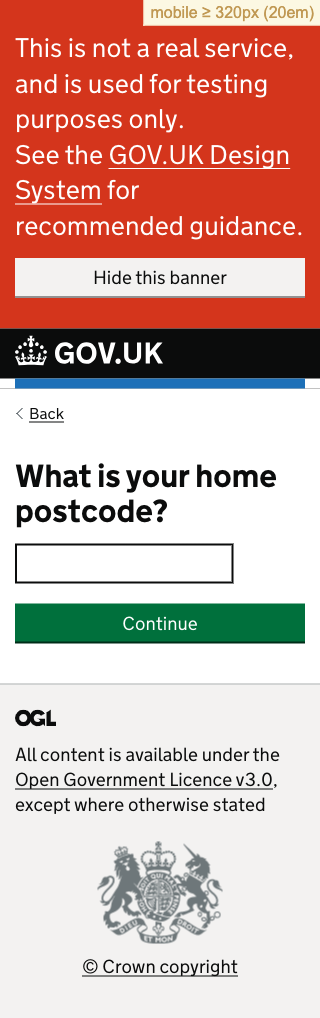 mobile ≥ 320px (20em)
This is not a real service,
and is used for testing
purposes only.
See the GOV.UK Design
System for
recommended guidance.
Hide this banner
GOV.UK
Back
What is your home
postcode?
Continue
OGL
All content is available under the
Open Government Licence v3.0,
except where otherwise stated
DIEU ET MON
© Crown copyright